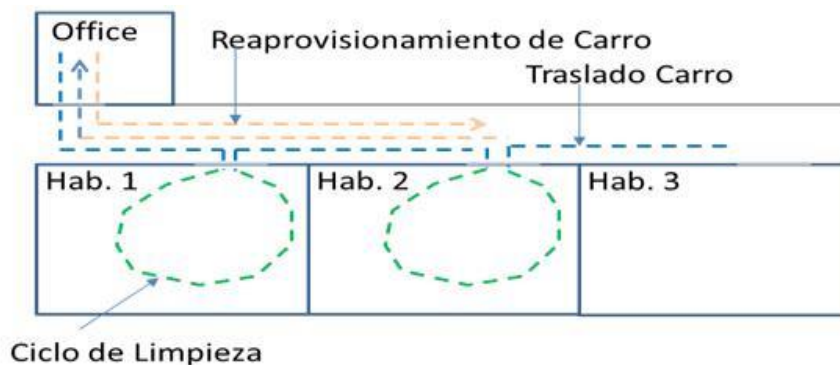 Office
Reaprovisionamiento de Carro
Traslado Carro
Hab. 1
Hab. 2
Hab. 3
Ciclo de Limpieza